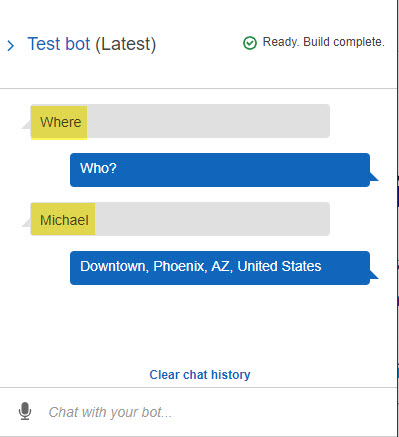 Test bot (Latest)
Ready. Build complete.
Where
Who?
Michael
Downtown, Phoenix, AZ, United States
Clear chat history
Chat with your bot...